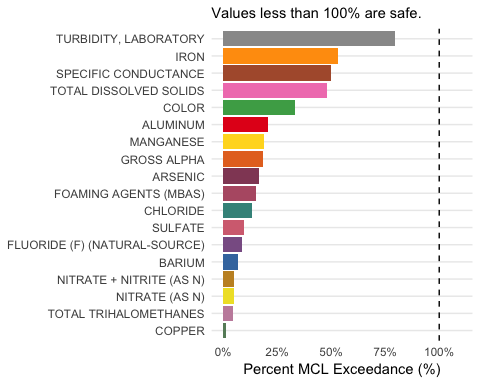 Values less than 100% are safe.
TURBIDITY, LABORATORY
IRON
SPECIFIC CONDUCTANCE
TOTAL DISSOLVED SOLIDS
COLOR
ALUMINUM
MANGANESE
GROSS ALPHA
ARSENIC
FOAMING AGENTS (MBAS)
CHLORIDE
SULFATE
FLUORIDE (F) (NATURAL-SOURCE)
BARIUM
NITRATE + NITRITE (AS N)
NITRATE (AS N)
TOTAL TRIHALOMETHANES
COPPER
0% 25% 50% 75% 100%
Percent MCL Exceedance (%)